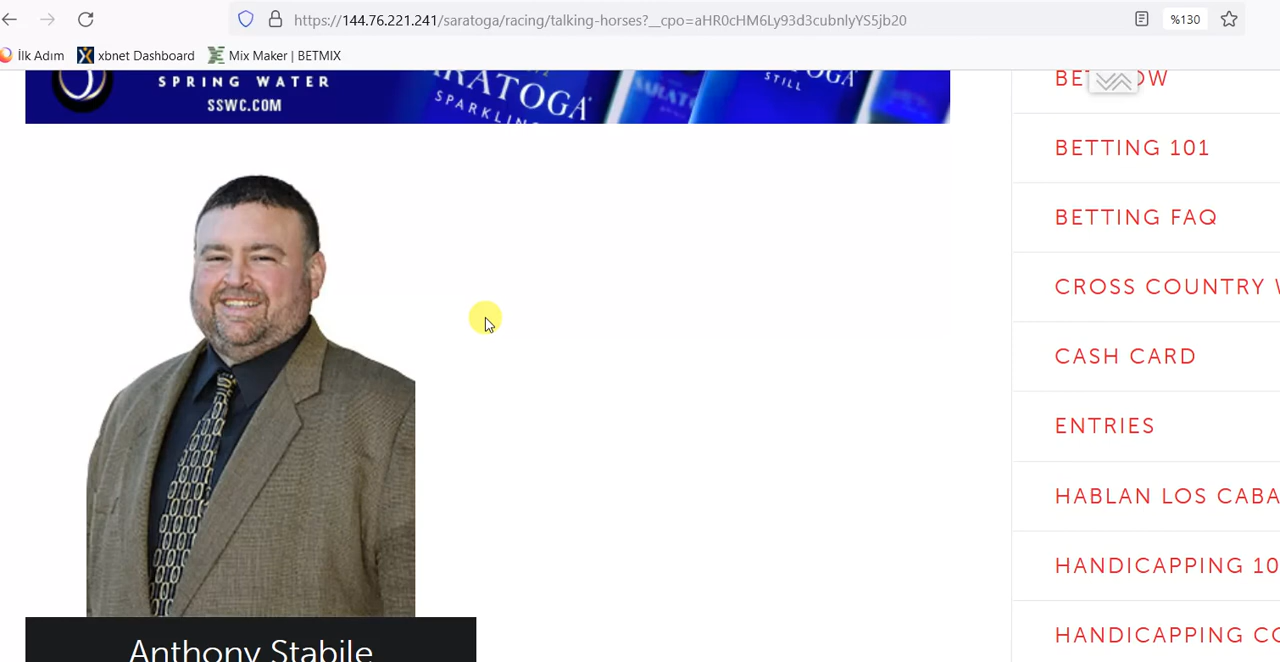 https://144.76.221.241/saratoga/racing/talking-horses?__cpo=aHR0cHM6Ly93d3cubnlyYS5jb20
%130
İlk Adım
xbnet Dashboard
Mix Maker | BETMIX
SPRING WATER
SSWC.COM
SPARKLIN
STILL
BETTING 101
BETTING FAQ
CROSS COUNTRY
CASH CARD
ENTRIES
HABLAN LOS CABA
HANDICAPPING 10
HANDICAPPING CO
Anthony Stabile